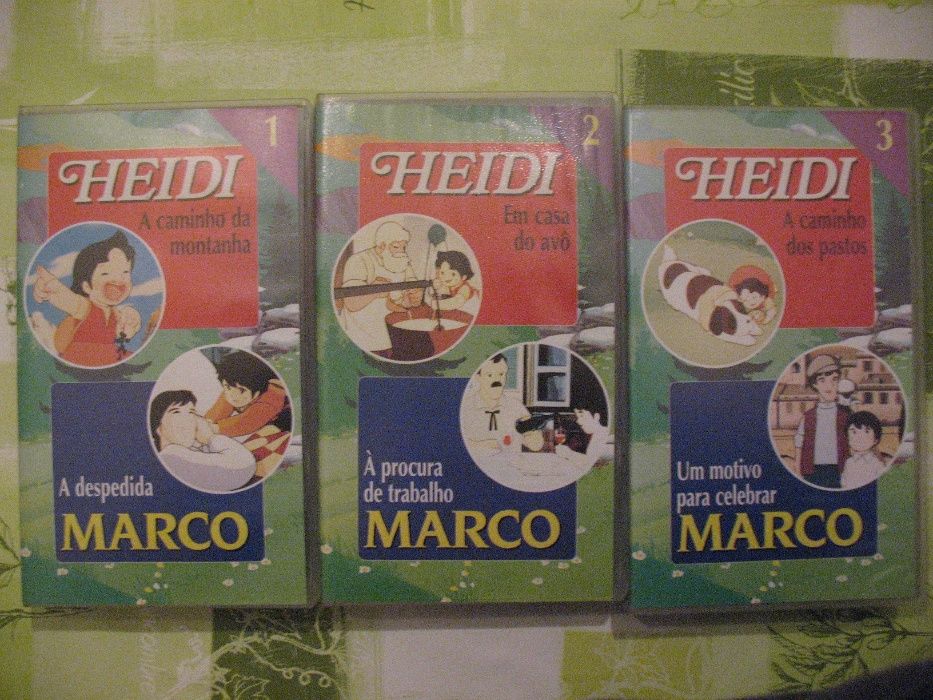 1
HEIDI
A caminho da
montanha
A despedida
MARCO
2
HEIDI
Em casa
do avô
À procura
de trabalho
MARCO
3
HEIDI
A caminho
dos pastos
Um motivo
para celebrar
MARCO